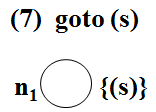 (7) goto (s)
n₁ {(s)}